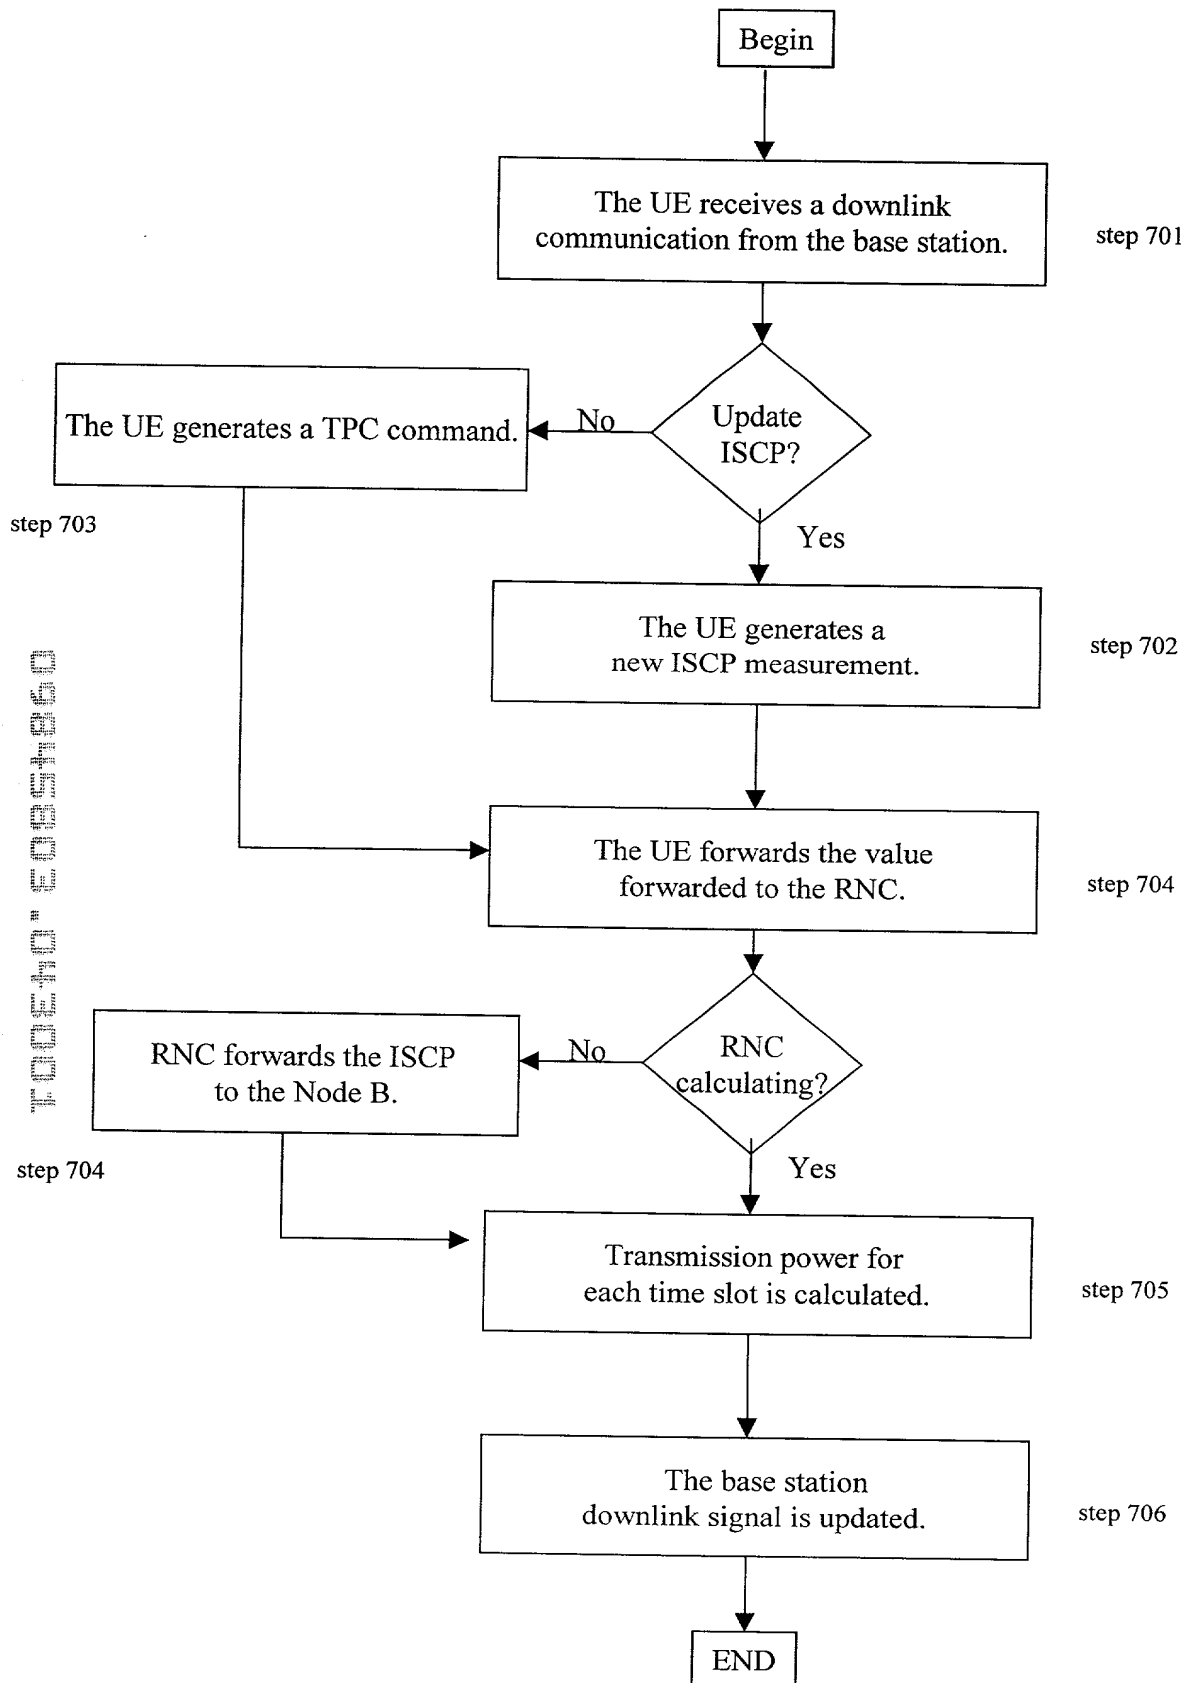 Begin
The UE receives a downlink
communication from the base station.
step 701
Update
ISCP?
No
The UE generates a TPC command.
step 703
Yes
The UE generates a
new ISCP measurement.
step 702
The UE forwards the value
forwarded to the RNC.
step 704
RNC
calculating?
No
RNC forwards the ISCP
to the Node B.
step 704
Yes
Transmission power for
each time slot is calculated.
step 705
The base station
downlink signal is updated.
step 706
END